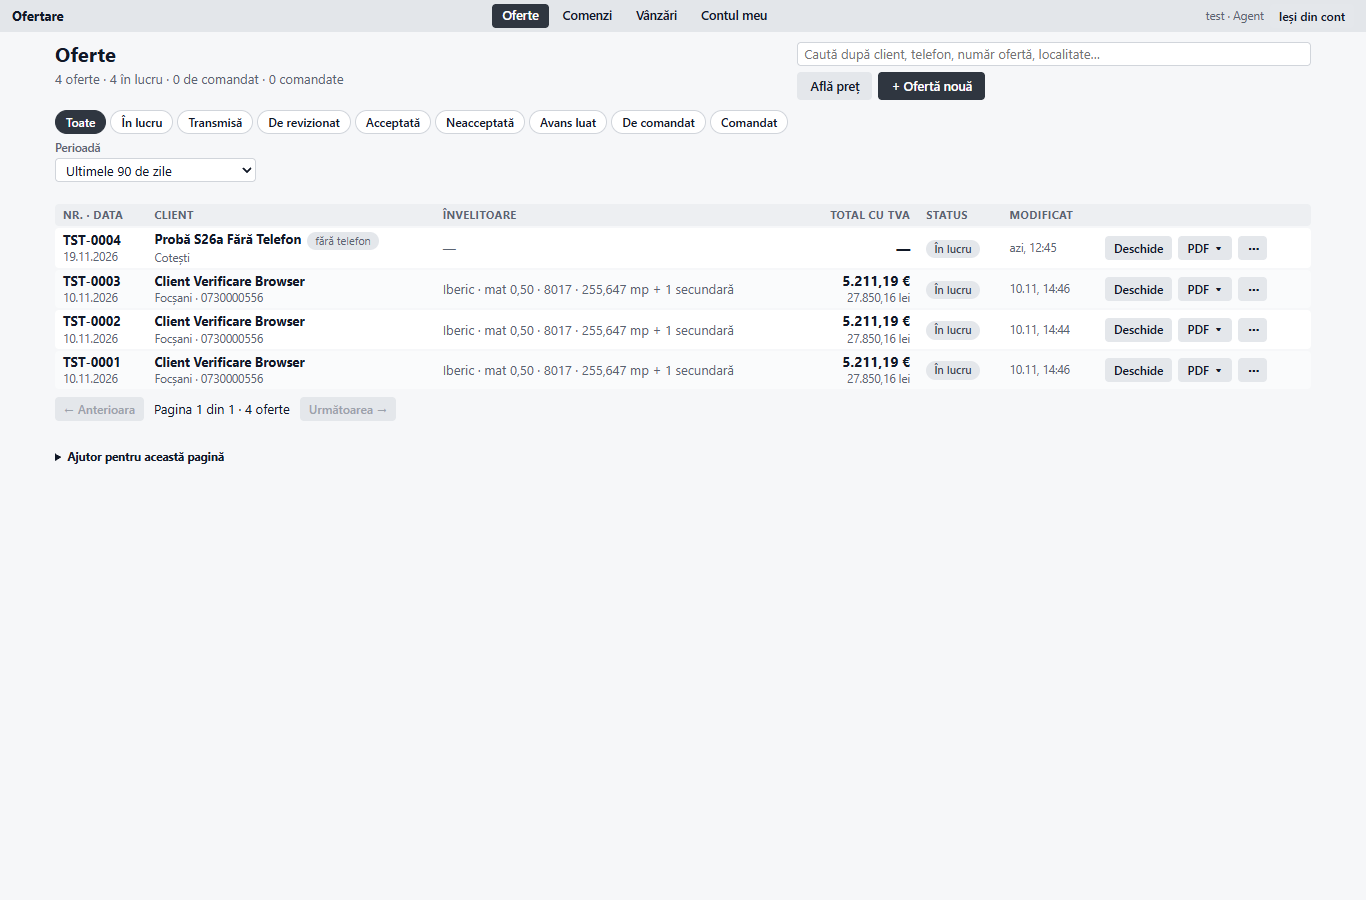 Ofertare
Oferte Comenzi Vânzări Contul meu
test · Agent Ieși din cont
Oferte
4 oferte · 4 în lucru · 0 de comandat · 0 comandate
Caută după client, telefon, număr ofertă, localitate...
Află preț + Ofertă nouă
Toate În lucru Transmisă De revizionat Acceptată Neacceptată Avans luat De comandat Comandat
Perioadă
Ultimele 90 de zile
NR. · DATA CLIENT ÎNVELITOARE TOTAL CU TVA STATUS MODIFICAT
TST-0004 Probă S26a Fără Telefon fără telefon — — În lucru azi, 12:45 Deschide PDF ▾ ···
19.11.2026 Cotești
TST-0003 Client Verificare Browser Iberic · mat 0,50 · 8017 · 255,647 mp + 1 secundară 5.211,19 € În lucru 10.11, 14:46 Deschide PDF ▾ ···
10.11.2026 Focșani · 0730000556 27.850,16 lei
TST-0002 Client Verificare Browser Iberic · mat 0,50 · 8017 · 255,647 mp + 1 secundară 5.211,19 € În lucru 10.11, 14:44 Deschide PDF ▾ ···
10.11.2026 Focșani · 0730000556 27.850,16 lei
TST-0001 Client Verificare Browser Iberic · mat 0,50 · 8017 · 255,647 mp + 1 secundară 5.211,19 € În lucru 10.11, 14:46 Deschide PDF ▾ ···
10.11.2026 Focșani · 0730000556 27.850,16 lei
← Anterioara Pagina 1 din 1 · 4 oferte Următoarea →
▶ Ajutor pentru această pagină